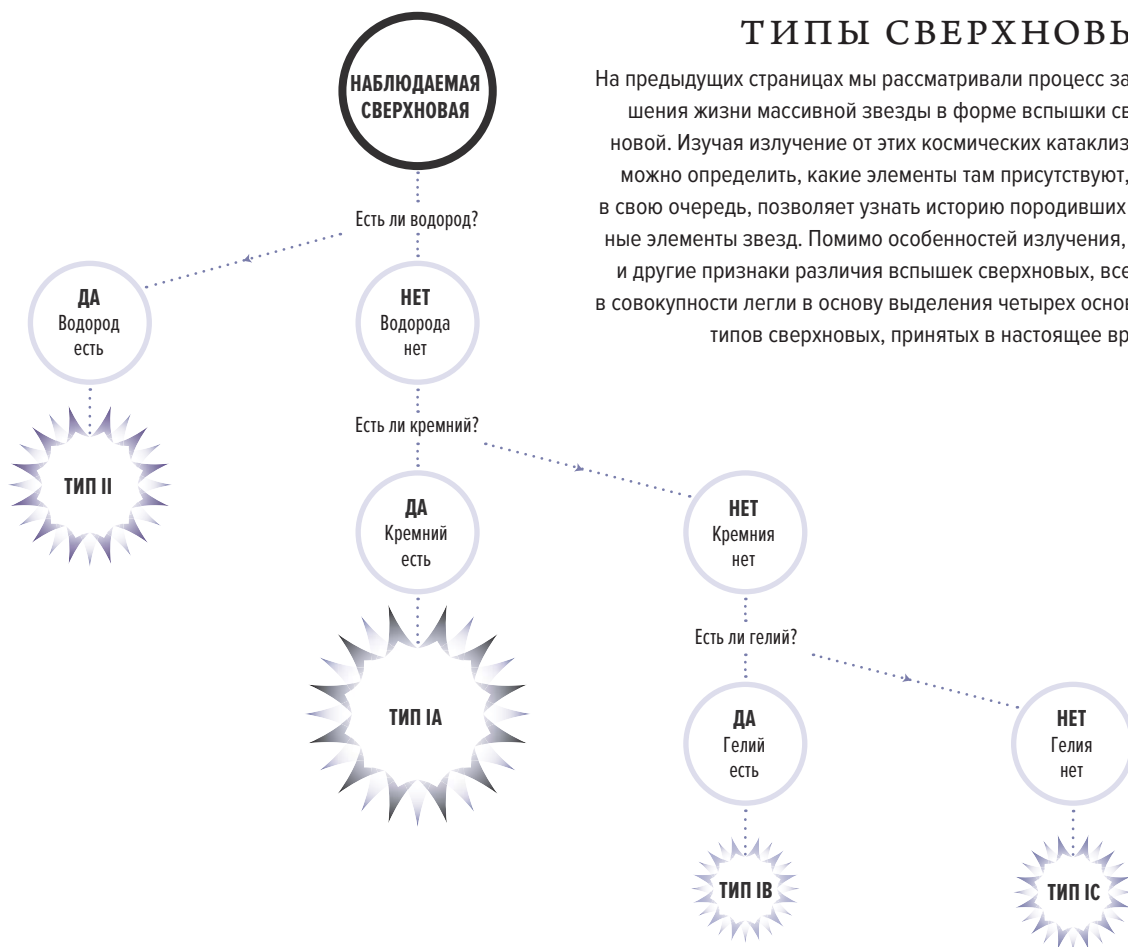 ТИПЫ СВЕРХНОВЫ
На предыдущих страницах мы рассматривали процесс за
шения жизни массивной звезды в форме вспышки св
новой. Изучая излучение от этих космических катаклиз
можно определить, какие элементы там присутствуют,
в свою очередь, позволяет узнать историю породивших
ные элементы звезд. Помимо особенностей излучения,
и другие признаки различия вспышек сверхновых, все
в совокупности легли в основу выделения четырех основ
типов сверхновых, принятых в настоящее вр
НАБЛЮДАЕМАЯ
СВЕРХНОВАЯ
Есть ли водород?
ДА
Водород
есть
НЕТ
Водорода
нет
ТИП II
Есть ли кремний?
ДА
Кремний
есть
НЕТ
Кремния
нет
ТИП IA
Есть ли гелий?
ДА
Гелий
есть
НЕТ
Гелия
нет
ТИП IB
ТИП IC